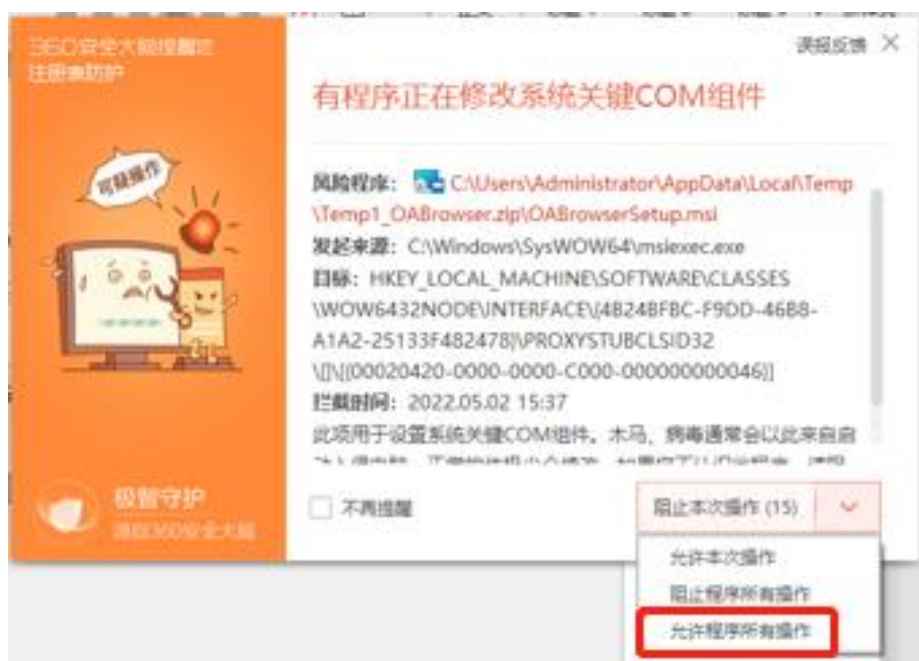 360安全大脑提醒您
注册表防护
误报反馈
有程序正在修改系统关键COM组件
可疑操作
风险程序： C:\Users\Administrator\AppData\Local\Temp
\Temp1_OABrowser.zip\OABrowserSetup.msi
发起来源：C:\Windows\SysWOW64\msiexec.exe
目标：HKEY_LOCAL_MACHINE\SOFTWARE\CLASSES
\WOW6432NODE\INTERFACE\{4B24BFBC-F9DD-46B8-
A1A2-25133F482478}\PROXYSTUBCLSID32
\[]\[{00020420-0000-0000-C000-000000000046}]
拦截时间：2022.05.02 15:37
此项用于设置系统关键COM组件。木马、病毒通常会以此来自启
极智守护
源自360安全大脑
不再提醒
阻止本次操作 (15)
允许本次操作
阻止程序所有操作
允许程序所有操作